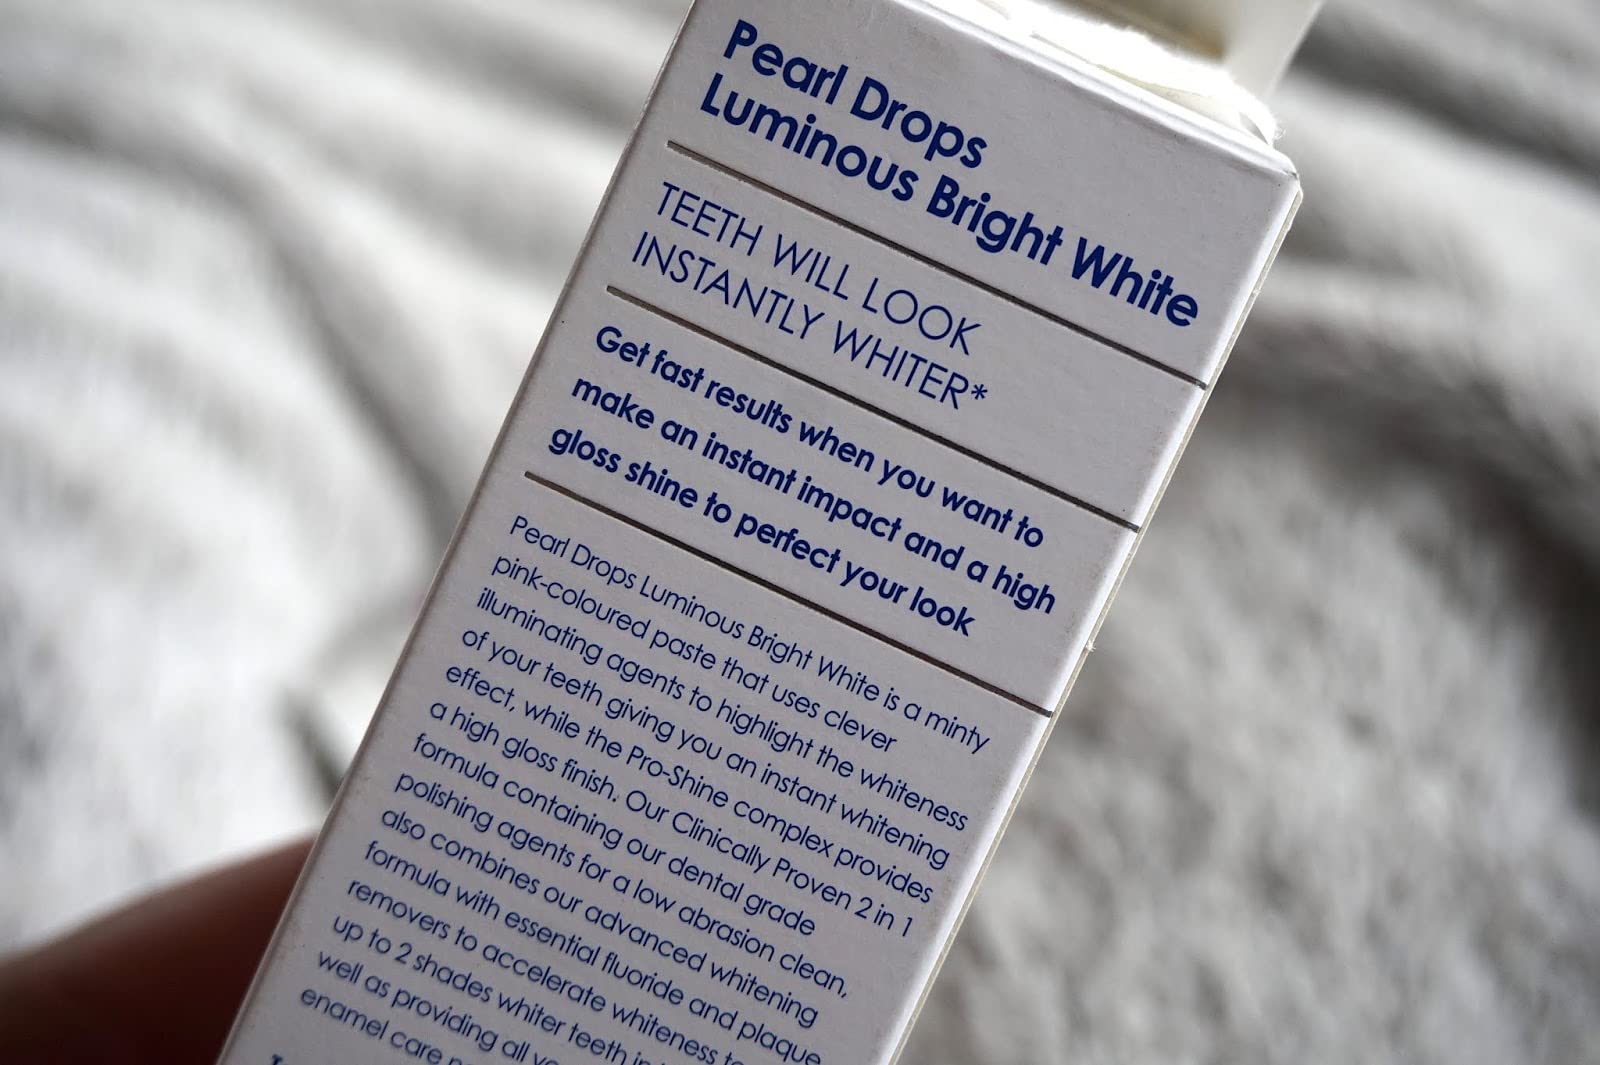 Pearl Drops
Luminous Bright White
TEETH WILL LOOK
INSTANTLY WHITER*
Get fast results when you want to
make an instant impact and a high
gloss shine to perfect your look
Pearl Drops Luminous Bright White is a minty
pink-coloured paste that uses clever
illuminating agents to highlight the whiteness
of your teeth giving you an instant whitening
effect, while the Pro-Shine complex provides
a high gloss finish. Our Clinically Proven 2 in 1
formula containing our dental grade
polishing agents for a low abrasion clean,
also combines our advanced whitening
formula with essential fluoride and plaque
removers to accelerate whiteness
up to 2 shades whiter teeth in
well as providing all
enamel care